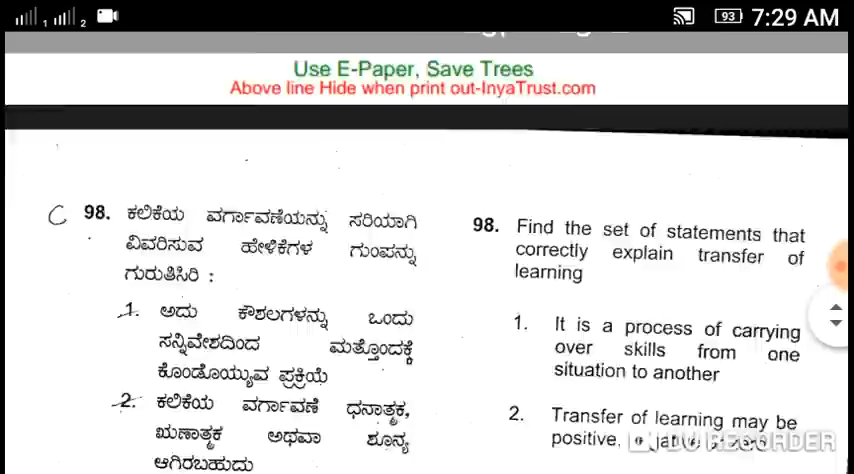 1 2 93 7:29 AM
Use E-Paper, Save Trees
Above line Hide when print out-InyaTrust.com
C 98. ಕಲಿಕೆಯ ವರ್ಗಾವಣೆಯನ್ನು ಸರಿಯಾಗಿ
ವಿವರಿಸುವ ಹೇಳಿಕೆಗಳ ಗುಂಪನ್ನು
ಗುರುತಿಸಿರಿ :
1. ಅದು ಕೌಶಲಗಳನ್ನು ಒಂದು
ಸನ್ನಿವೇಶದಿಂದ ಮತ್ತೊಂದಕ್ಕೆ
ಕೊಂಡೊಯ್ಯುವ ಪ್ರಕ್ರಿಯೆ
2. ಕಲಿಕೆಯ ವರ್ಗಾವಣೆ ಧನಾತ್ಮಕ,
ಋಣಾತ್ಮಕ ಅಥವಾ ಶೂನ್ಯ
ಆಗಿರಬಹುದು
98. Find the set of statements that
correctly explain transfer of
learning
1. It is a process of carrying
over skills from one
situation to another
2. Transfer of learning may be
positive,
DU RECORDER